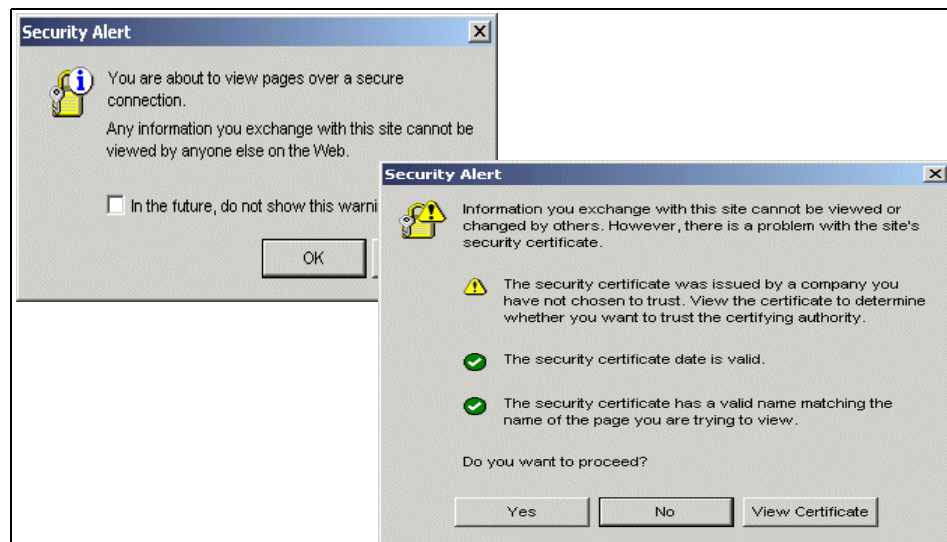 Security Alert
You are about to view pages over a secure
connection.
Any information you exchange with this site cannot be
viewed by anyone else on the Web.
In the future, do not show this
OK
Security Alert
Information you exchange with this site cannot be viewed or
changed by others. However, there is a problem with the site's
security certificate.
The security certificate was issued by a company you
have not chosen to trust. View the certificate to determine
whether you want to trust the certifying authority.
The security certificate date is valid.
The security certificate has a valid name matching the
name of the page you are trying to view.
Do you want to proceed?
Yes
No
View Certificate